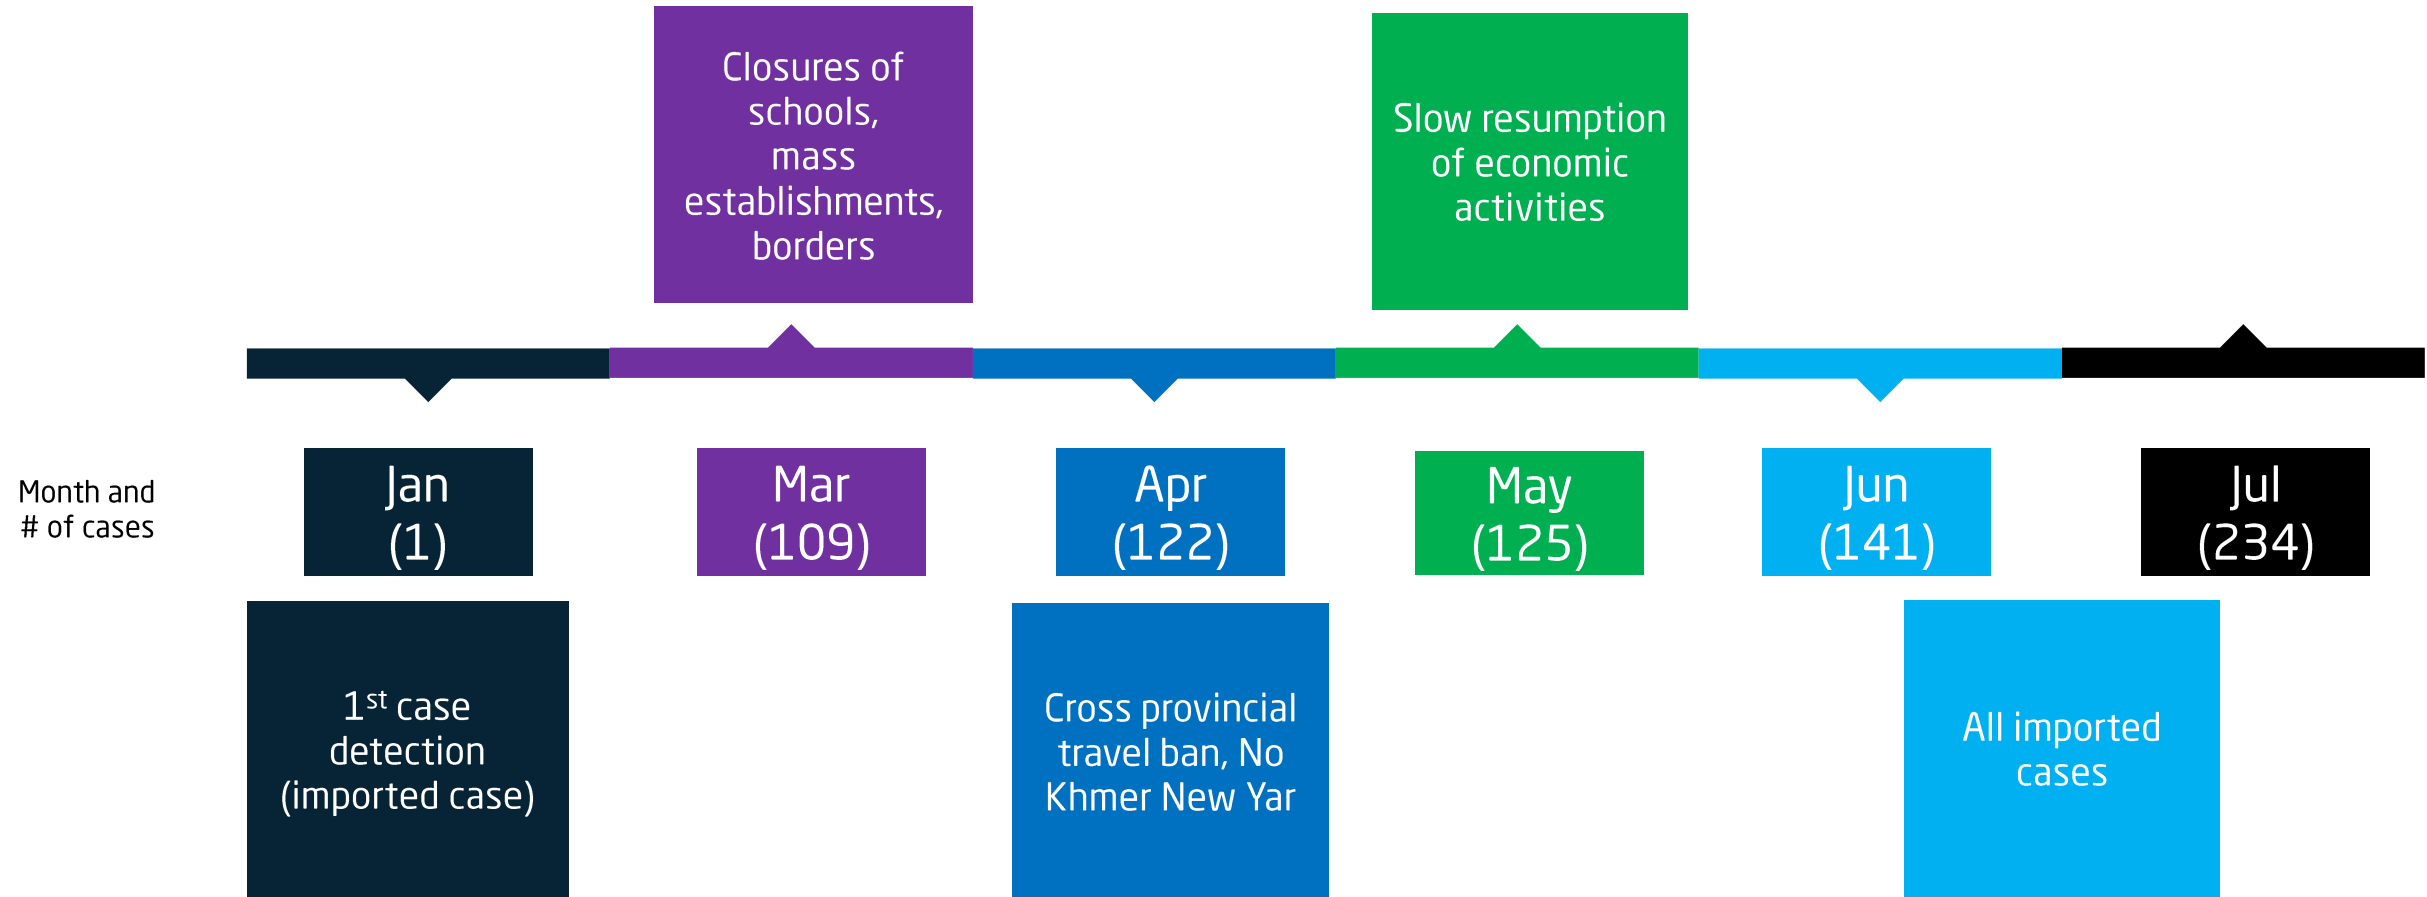 Closures of
schools,
mass
establishments,
borders
Slow resumption
of economic
activities
Month and
# of cases
Jan
(1)
Mar
(109)
Apr
(122)
May
(125)
Jun
(141)
Jul
(234)
1st case
detection
(imported case)
Cross provincial
travel ban, No
Khmer New Yar
All imported
cases